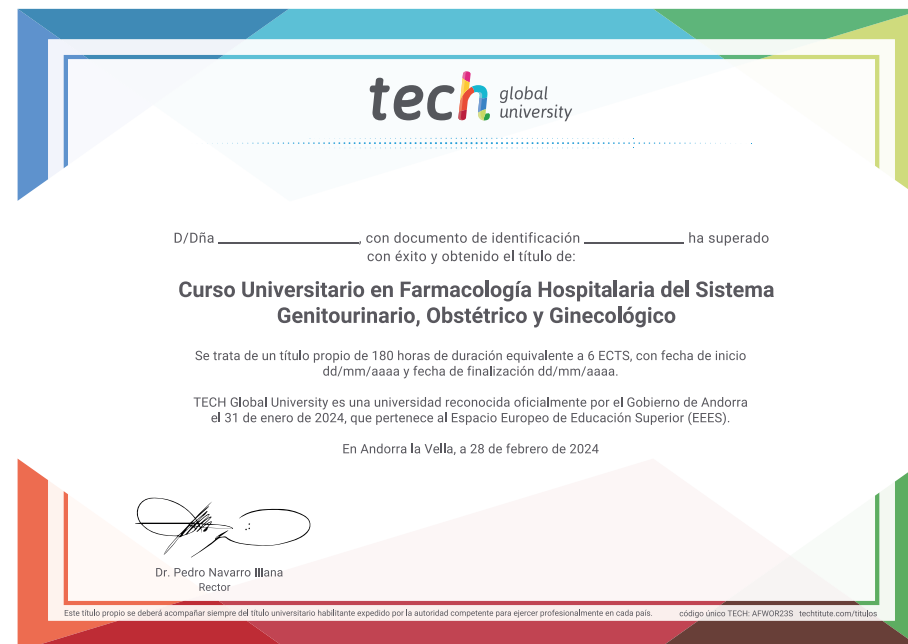 tech global university
D/Dña ____________________, con documento de identificación ______________ ha superado
con éxito y obtenido el título de:
Curso Universitario en Farmacología Hospitalaria del Sistema
Genitourinario, Obstétrico y Ginecológico
Se trata de un título propio de 180 horas de duración equivalente a 6 ECTS, con fecha de inicio
dd/mm/aaaa y fecha de finalización dd/mm/aaaa.
TECH Global University es una universidad reconocida oficialmente por el Gobierno de Andorra
el 31 de enero de 2024, que pertenece al Espacio Europeo de Educación Superior (EEES).
En Andorra la Vella, a 28 de febrero de 2024
Dr. Pedro Navarro Illana
Rector
Este título propio se deberá acompañar siempre del título universitario habilitante expedido por la autoridad competente para ejercer profesionalmente en cada país. código único TECH: AFWOR23S techtitute.com/titulos